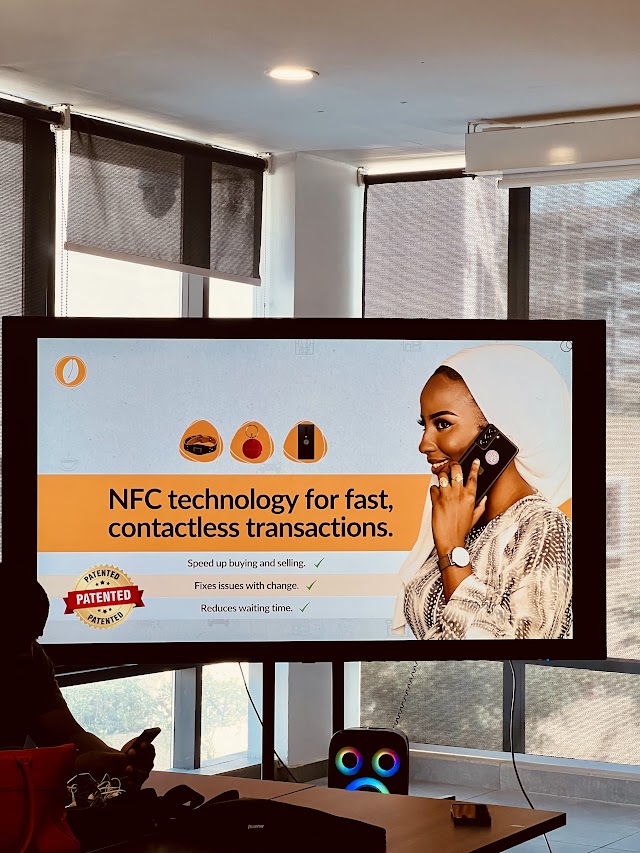 NFC technology for fast,
contactless transactions.
Speed up buying and selling.
Fixes issues with change.
Reduces waiting time.
PATENTED
PATENTED
PATENTED